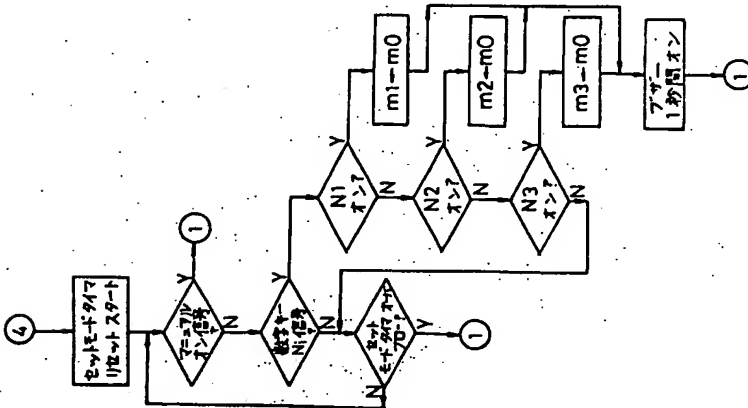 4
セットモードタイマ
リセット スタート
マニュアル
オン信号
?
Y
1
N
数字キー
Ni信号
?
Y
N
セット
モードタイマ オーバ
フロー?
N
Y
1
N1
オン?
Y
N
m1←m0
N2
オン?
Y
N
m2←m0
N3
オン?
Y
N
m3←m0
ブザー
1秒間 オン
1